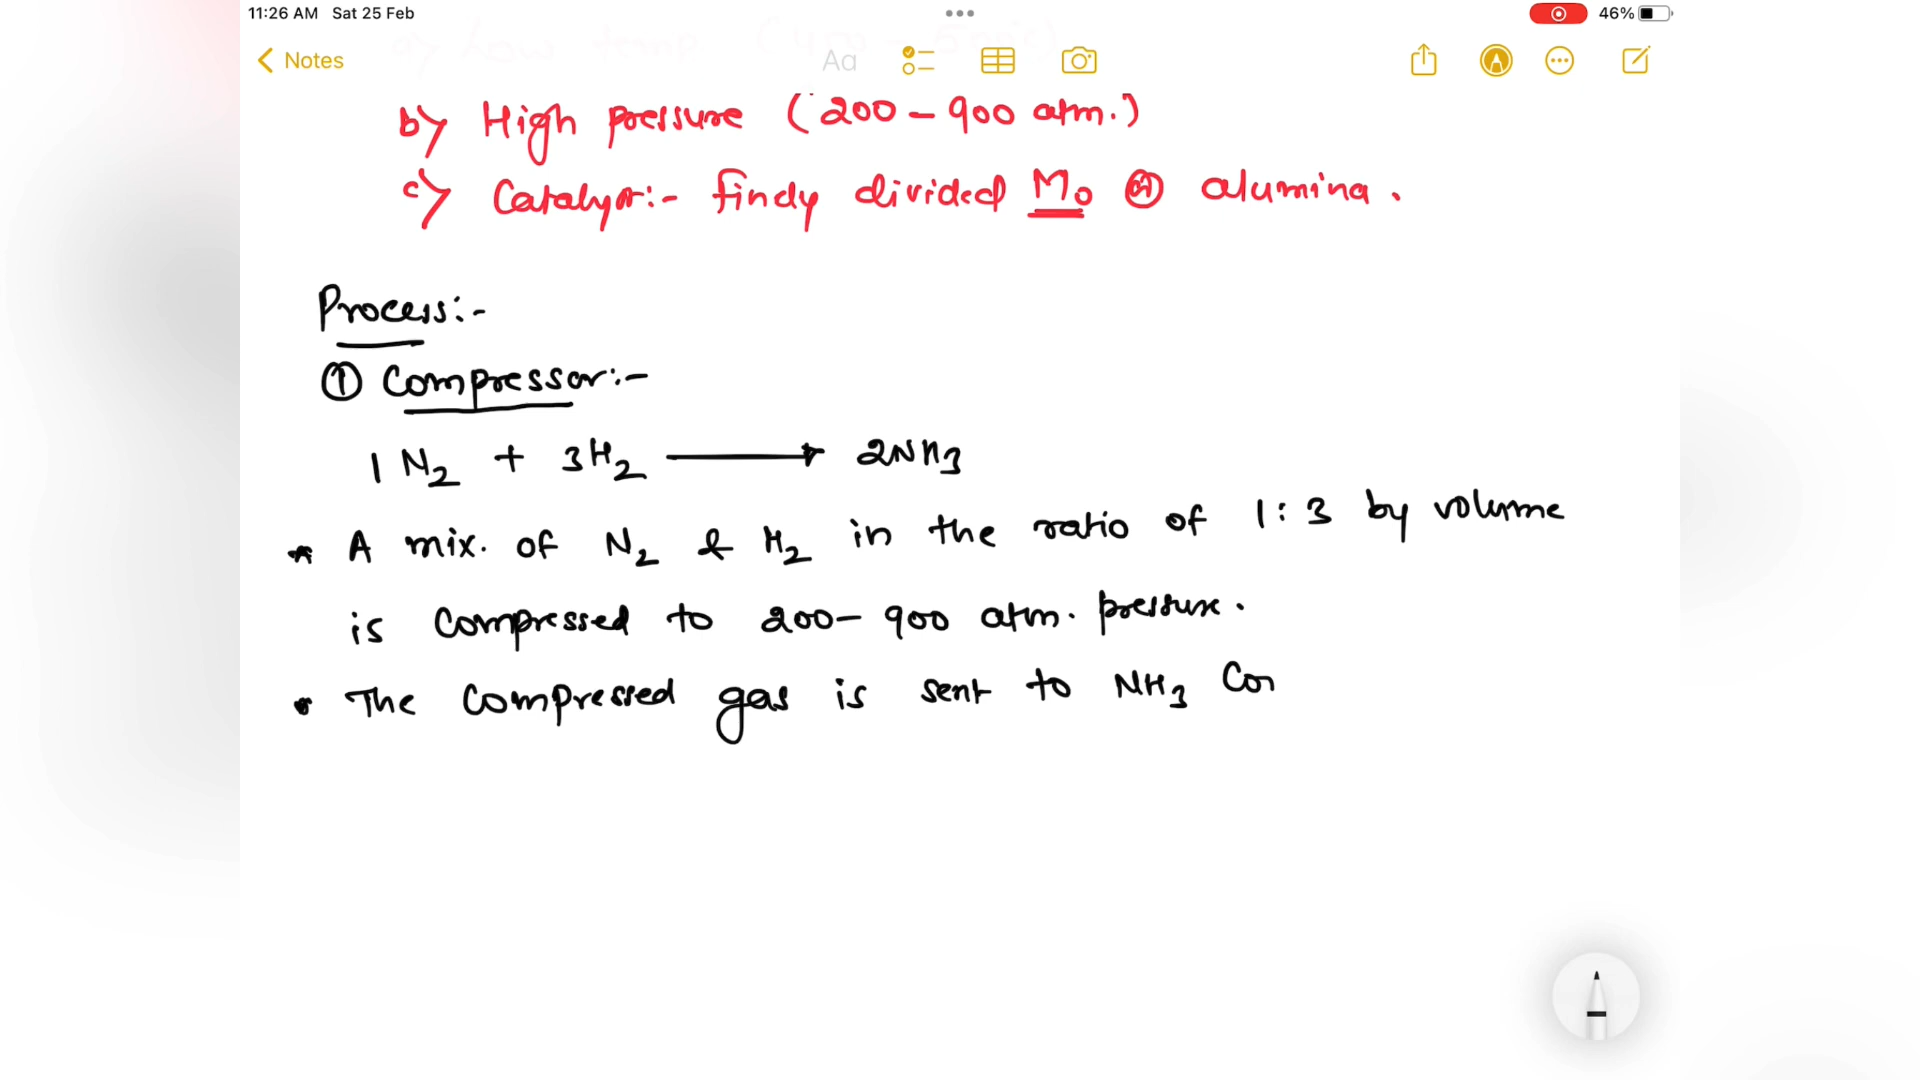 11:26 AM Sat 25 Feb
46%
Notes
Aa
b) High pressure (200 - 900 atm.)
c) Catalyst:- findy divided Mo alumina.
Process:-
① Compressor:-
1 N₂ + 3H₂ → 2NH₃
* A mix. of N₂ & H₂ in the ratio of 1:3 by volume
is compressed to 200- 900 atm. pressure.
• The compressed gas is sent to NH₃ Con